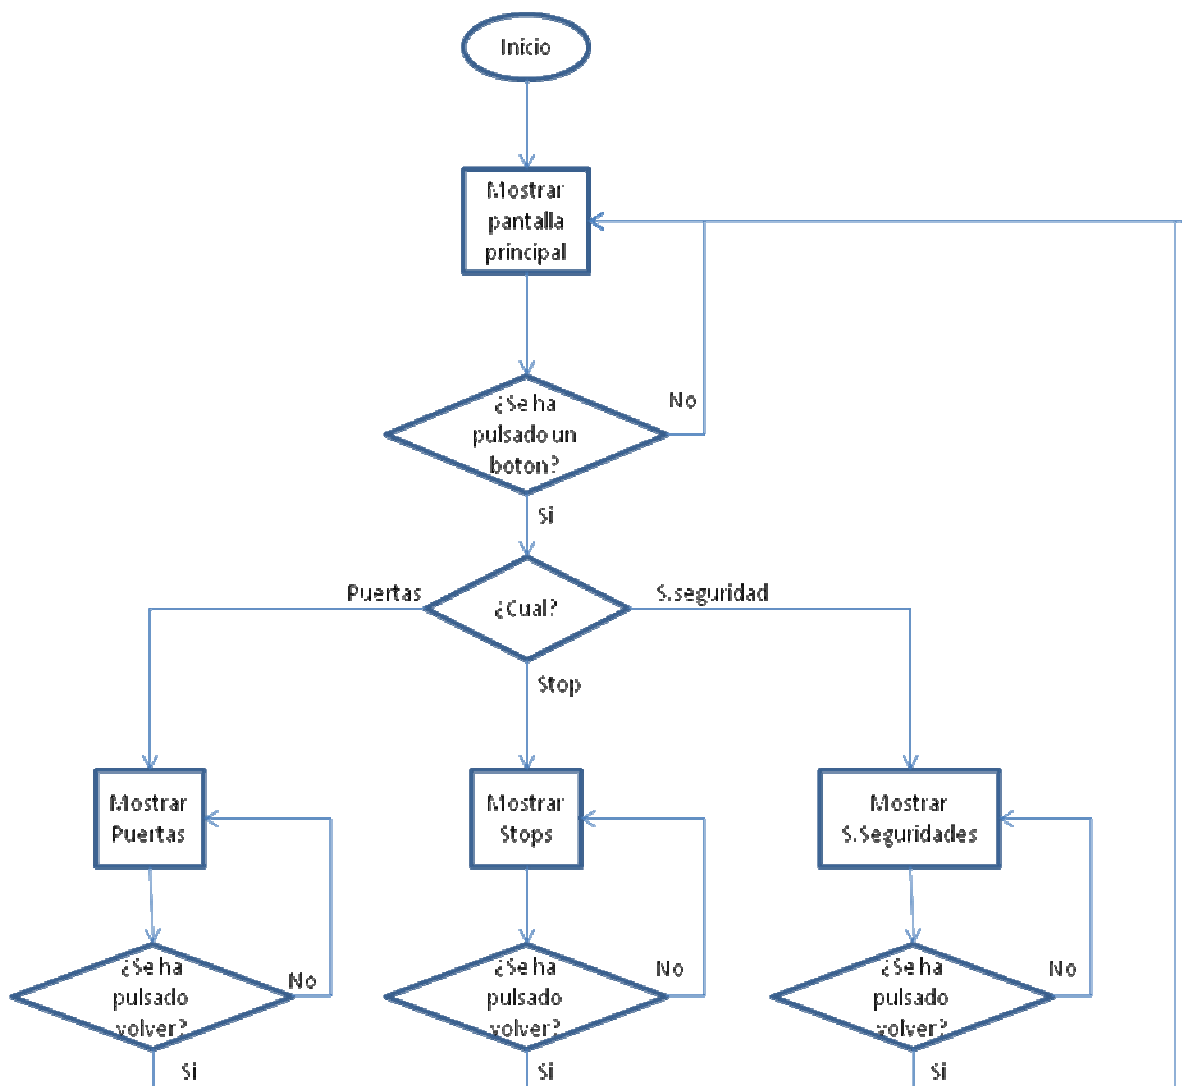 Inicio
Mostrar
pantalla
principal
¿Se ha
pulsado un
boton?
No
Si
Puertas
¿Cual?
S.seguridad
Stop
Mostrar
Puertas
Mostrar
Stops
Mostrar
S.Seguridades
¿Se ha
pulsado
volver?
No
¿Se ha
pulsado
volver?
No
¿Se ha
pulsado
volver?
No
Si
Si
Si